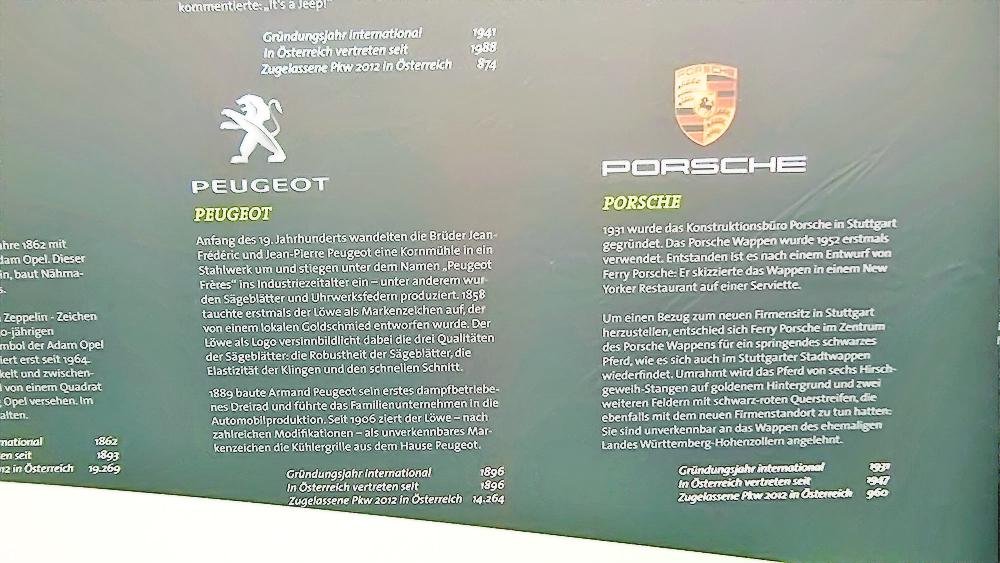 kommentierte: „It's a Jeep!"
Gründungsjahr international 1941
In Österreich vertreten seit 1988
Zugelassene Pkw 2012 in Österreich 874
ahre 1862 mit
dam Opel. Dieser
in, baut Nähma-
s.
Zeppelin - Zeichen
o-jährigen
mbol der Adam Opel
iert erst seit 1964.
kelt und zwischen-
l von einem Quadrat
Opel versehen. Im
alten.
national 1862
en seit 1893
12 in Österreich 19.269
PEUGEOT
PEUGEOT
Anfang des 19. Jahrhunderts wandelten die Brüder Jean-
Frédéric und Jean-Pierre Peugeot eine Kornmühle in ein
Stahlwerk um und stiegen unter dem Namen „Peugeot
Frères" ins Industriezeitalter ein – unter anderem wur-
den Sägeblätter und Uhrwerksfedern produziert. 1858
tauchte erstmals der Löwe als Markenzeichen auf, der
von einem lokalen Goldschmied entworfen wurde. Der
Löwe als Logo versinnbildlicht dabei die drei Qualitäten
der Sägeblätter: die Robustheit der Sägeblätter, die
Elastizität der Klingen und den schnellen Schnitt.
1889 baute Armand Peugeot sein erstes dampfbetriebe-
nes Dreirad und führte das Familienunternehmen in die
Automobilproduktion. Seit 1906 ziert der Löwe – nach
zahlreichen Modifikationen – als unverkennbares Mar-
kenzeichen die Kühlergrille aus dem Hause Peugeot.
Gründungsjahr international 1896
In Österreich vertreten seit 1896
Zugelassene Pkw 2012 in Österreich 14.264
PORSCHE
PORSCHE
PORSCHE
1931 wurde das Konstruktionsbüro Porsche in Stuttgart
gegründet. Das Porsche Wappen wurde 1952 erstmals
verwendet. Entstanden ist es nach einem Entwurf von
Ferry Porsche: Er skizzierte das Wappen in einem New
Yorker Restaurant auf einer Serviette.
Um einen Bezug zum neuen Firmensitz in Stuttgart
herzustellen, entschied sich Ferry Porsche im Zentrum
des Porsche Wappens für ein springendes schwarzes
Pferd, wie es sich auch im Stuttgarter Stadtwappen
wiederfindet. Umrahmt wird das Pferd von sechs Hirsch-
geweih-Stangen auf goldenem Hintergrund und zwei
weiteren Feldern mit schwarz-roten Querstreifen, die
ebenfalls mit dem neuen Firmenstandort zu tun hatten:
Sie sind unverkennbar an das Wappen des ehemaligen
Landes Württemberg-Hohenzollern angelehnt.
Gründungsjahr international 1931
In Österreich vertreten seit 1947
Zugelassene Pkw 2012 in Österreich 960